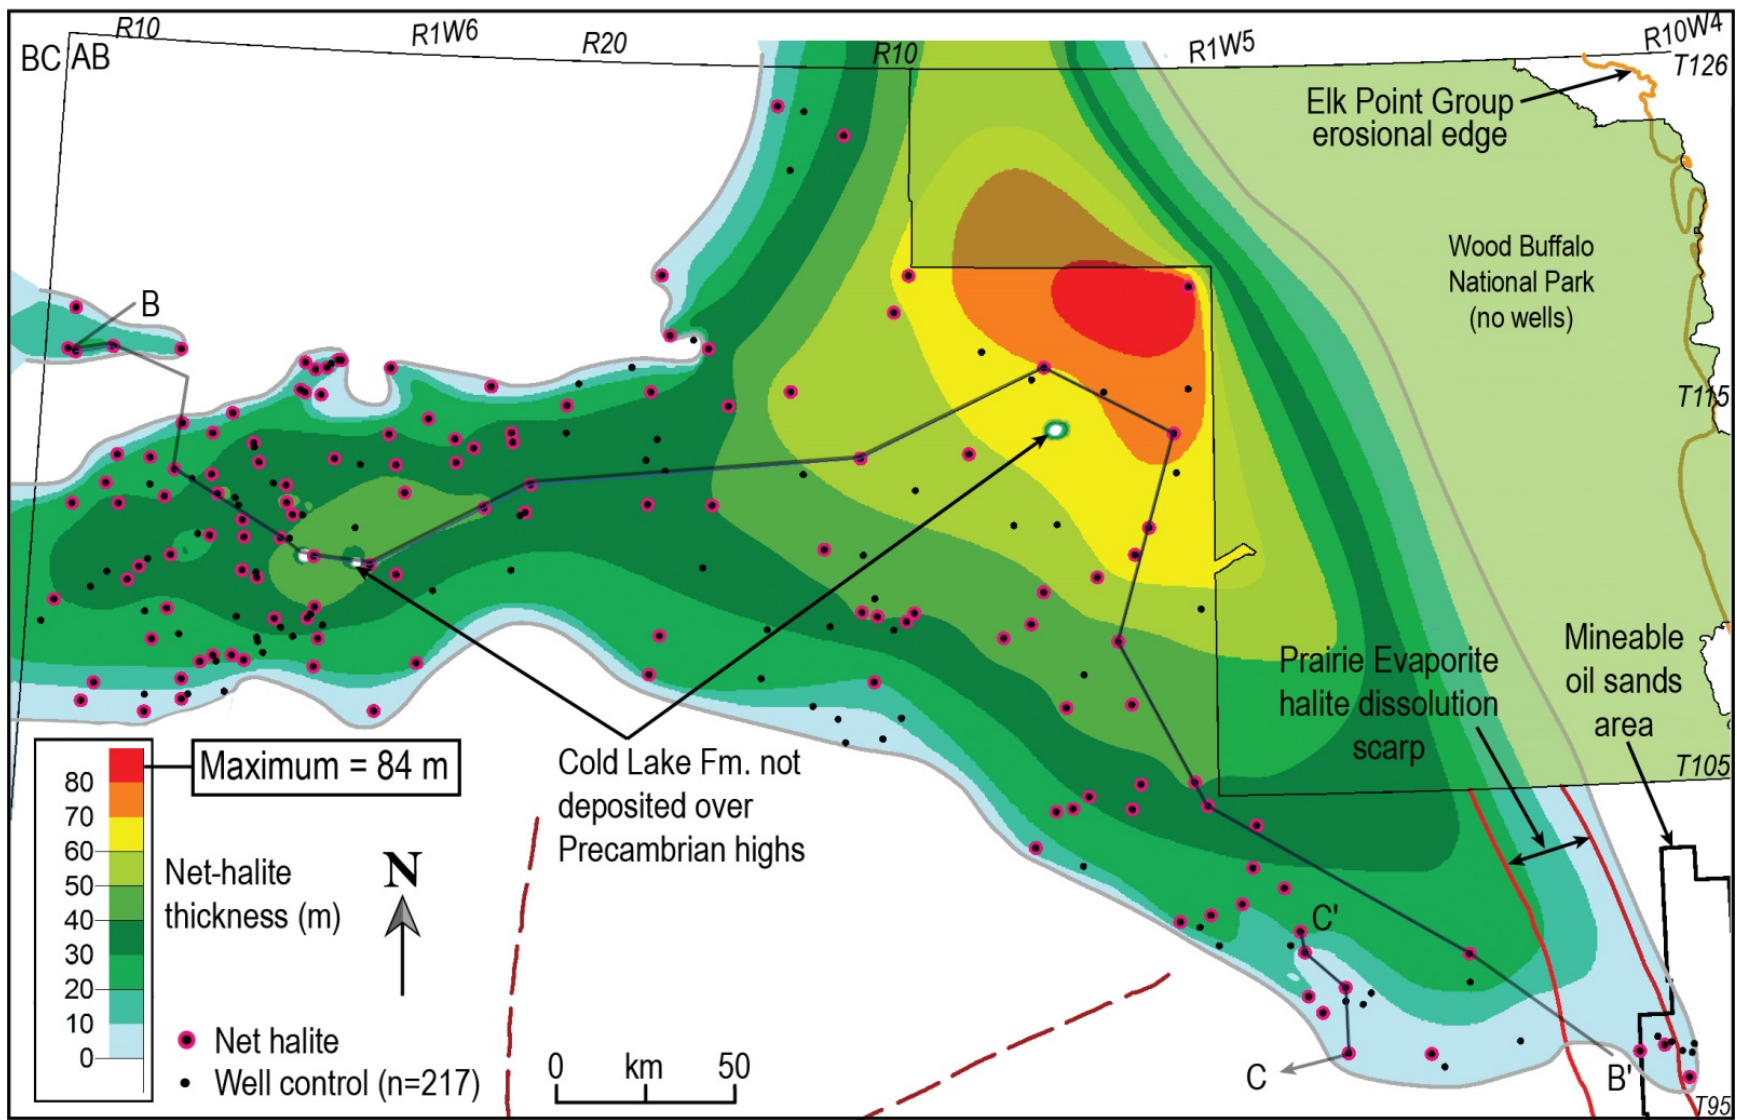 BC AB
R10
R1W6
R20
R10
R1W5
R10W4
T126
Elk Point Group
erosional edge
Wood Buffalo
National Park
(no wells)
B
T115
Mineable
oil sands
area
Prairie Evaporite
halite dissolution
scarp
T105
Cold Lake Fm. not
deposited over
Precambrian highs
Maximum = 84 m
80
70
60
50
40
30
20
10
0
Net-halite
thickness (m)
N
Net halite
Well control (n=217)
0 km 50
C'
C
B'
T95